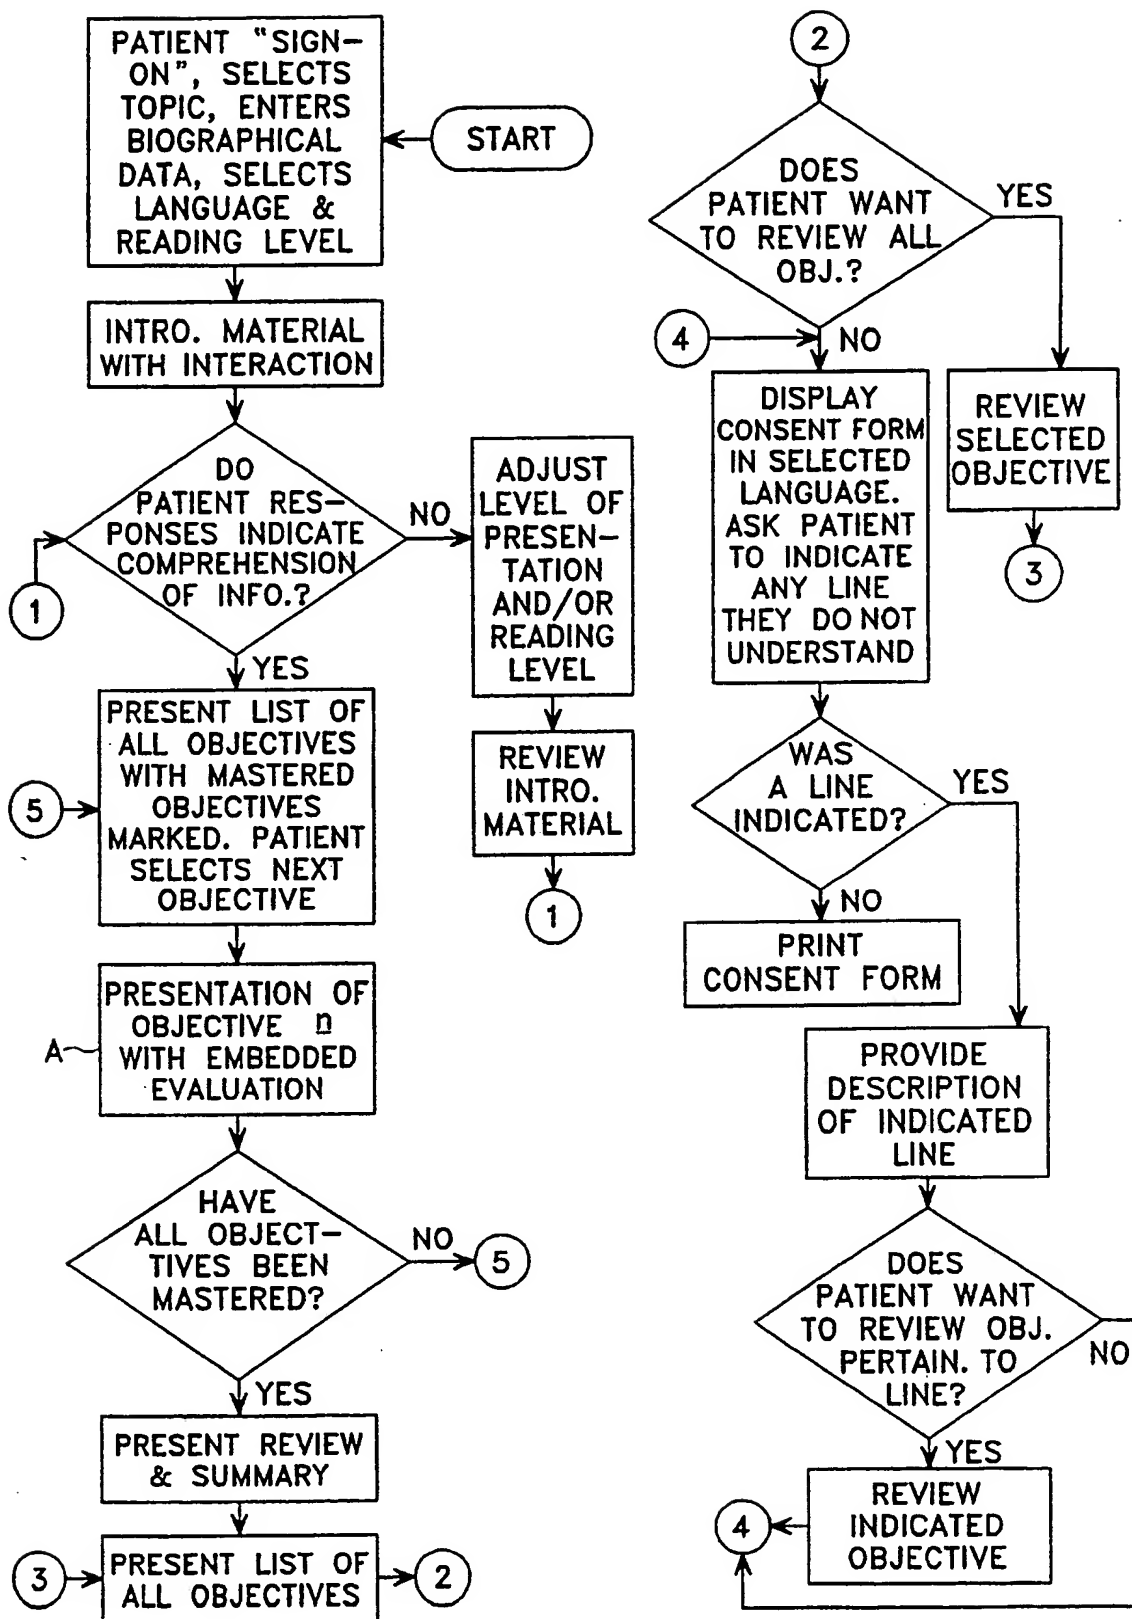 PATIENT "SIGN-
ON", SELECTS
TOPIC, ENTERS
BIOGRAPHICAL
DATA, SELECTS
LANGUAGE &
READING LEVEL
START
INTRO. MATERIAL
WITH INTERACTION
DO
PATIENT RES-
PONSES INDICATE
COMPREHENSION
OF INFO.?
NO
1
YES
ADJUST
LEVEL OF
PRESEN-
TATION
AND/OR
READING
LEVEL
REVIEW
INTRO.
MATERIAL
1
PRESENT LIST OF
ALL OBJECTIVES
WITH MASTERED
OBJECTIVES
MARKED. PATIENT
SELECTS NEXT
OBJECTIVE
5
PRESENTATION OF
OBJECTIVE n
WITH EMBEDDED
EVALUATION
A
HAVE
ALL OBJECT-
TIVES BEEN
MASTERED?
NO
5
YES
PRESENT REVIEW
& SUMMARY
3
PRESENT LIST OF
ALL OBJECTIVES
2
2
DOES
PATIENT WANT
TO REVIEW ALL
OBJ.?
YES
4
NO
REVIEW
SELECTED
OBJECTIVE
3
DISPLAY
CONSENT FORM
IN SELECTED
LANGUAGE.
ASK PATIENT
TO INDICATE
ANY LINE
THEY DO NOT
UNDERSTAND
WAS
A LINE
INDICATED?
YES
NO
PRINT
CONSENT FORM
PROVIDE
DESCRIPTION
OF INDICATED
LINE
DOES
PATIENT WANT
TO REVIEW OBJ.
PERTAIN. TO
LINE?
NO
YES
REVIEW
INDICATED
OBJECTIVE
4